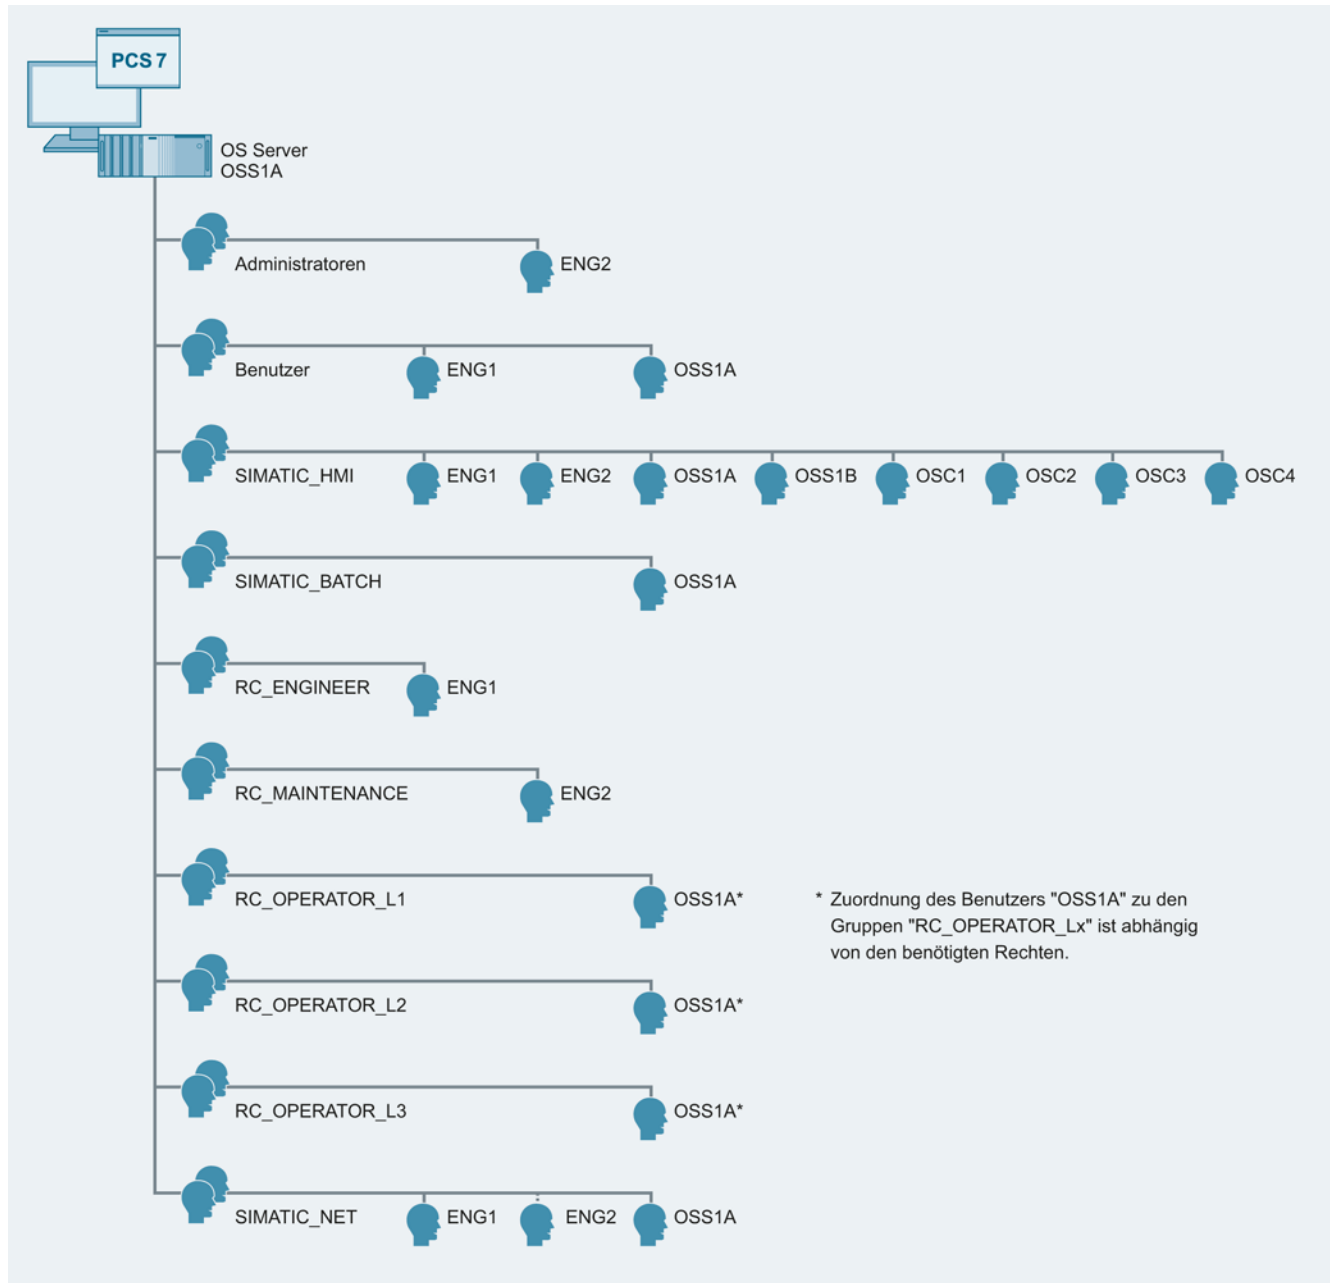 PCS 7
OS Server
OSS1A
Administratoren ENG2
Benutzer ENG1 OSS1A
SIMATIC_HMI ENG1 ENG2 OSS1A OSS1B OSC1 OSC2 OSC3 OSC4
SIMATIC_BATCH OSS1A
RC_ENGINEER ENG1
RC_MAINTENANCE ENG2
RC_OPERATOR_L1 OSS1A*
* Zuordnung des Benutzers "OSS1A" zu den
Gruppen "RC_OPERATOR_Lx" ist abhängig
von den benötigten Rechten.
RC_OPERATOR_L2 OSS1A*
RC_OPERATOR_L3 OSS1A*
SIMATIC_NET ENG1 ENG2 OSS1A